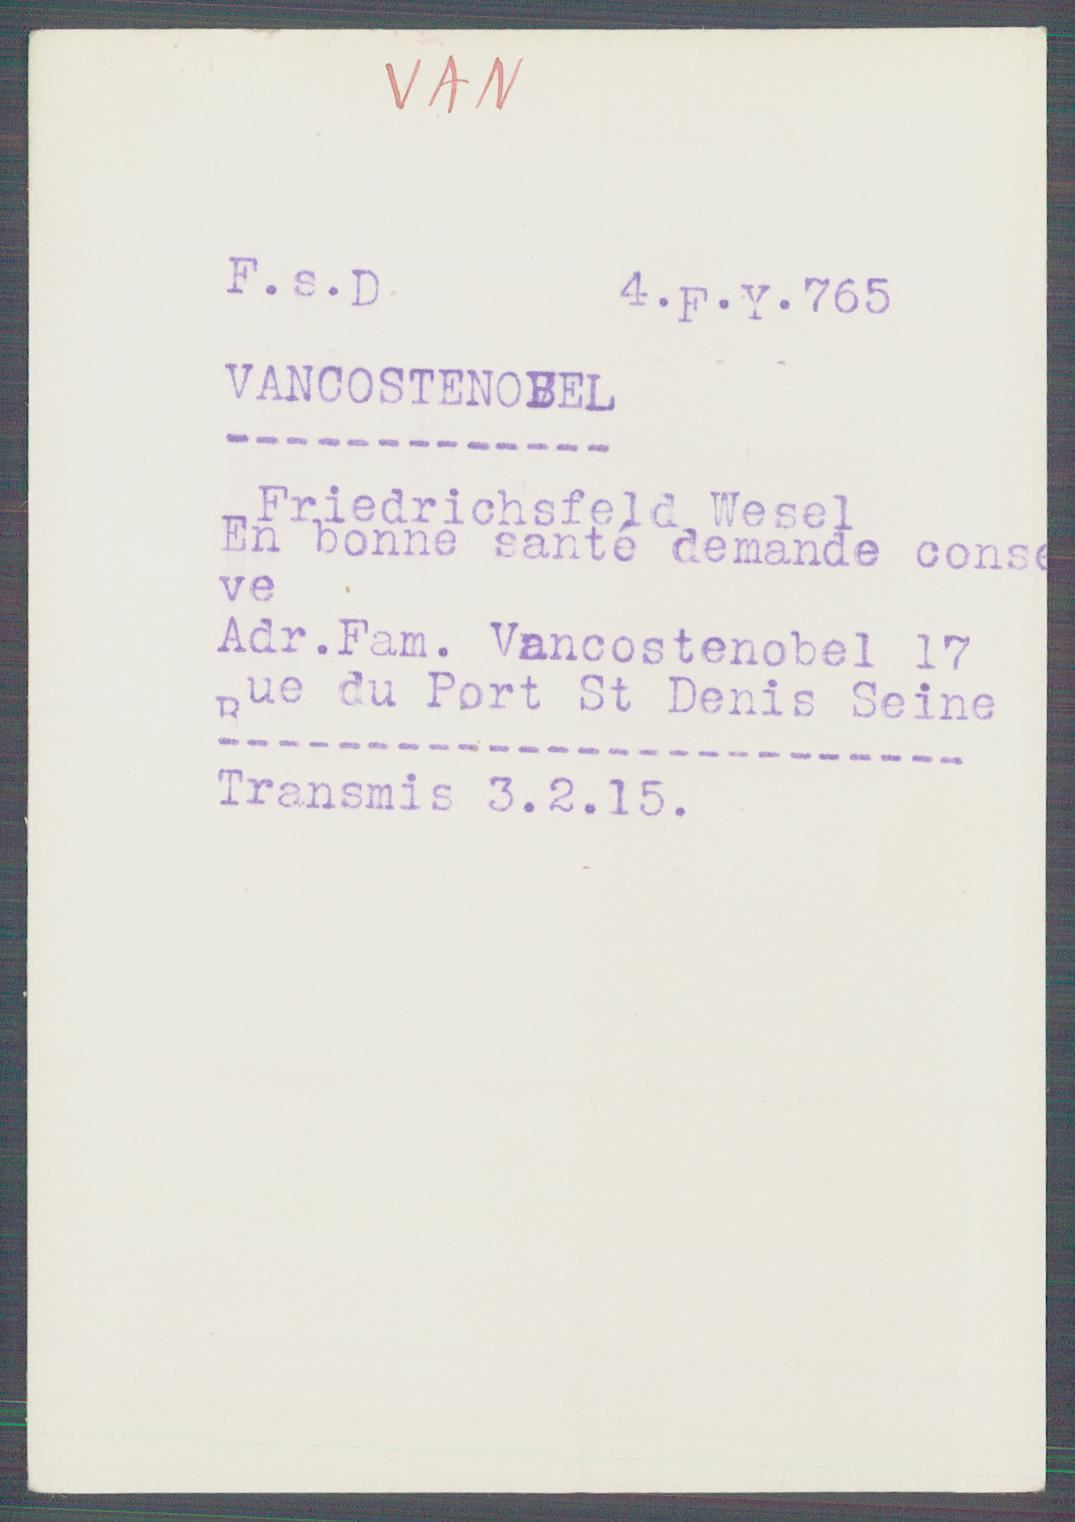 VAN
F.s.D 4.F.Y.765
VANCOSTENOBEL
--------------
Friedrichsfeld Wesel
En bonne santé demande conse
ve
Adr.Fam. Vancostenobel 17
Rue du Port St Denis Seine
-------------------------
Transmis 3.2.15.